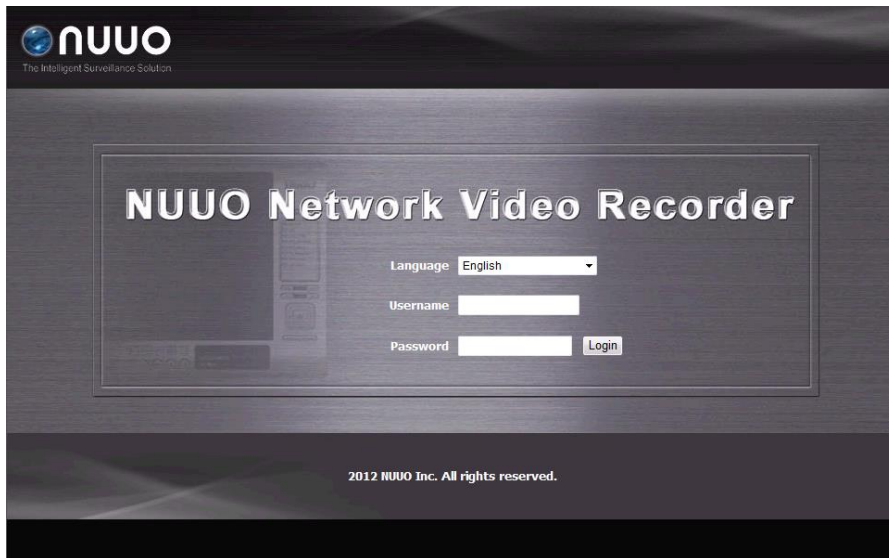 NUUO
The Intelligent Surveillance Solution
NUUO Network Video Recorder
Language English
Username
Password Login
2012 NUUO Inc. All rights reserved.